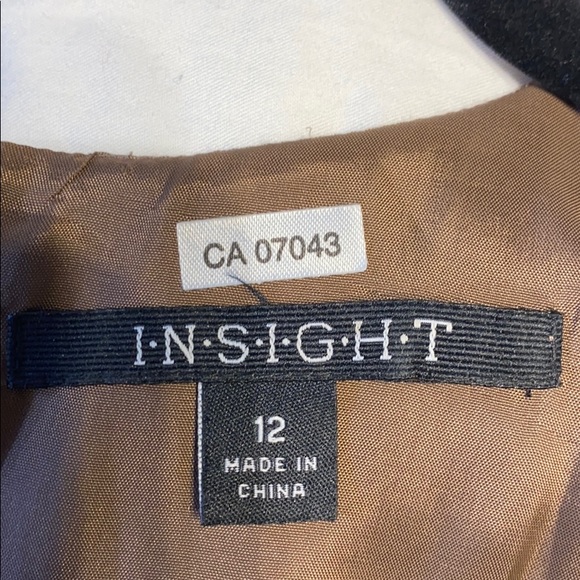 CA 07043
I·N·S·I·G·H·T
12
MADE IN
CHINA